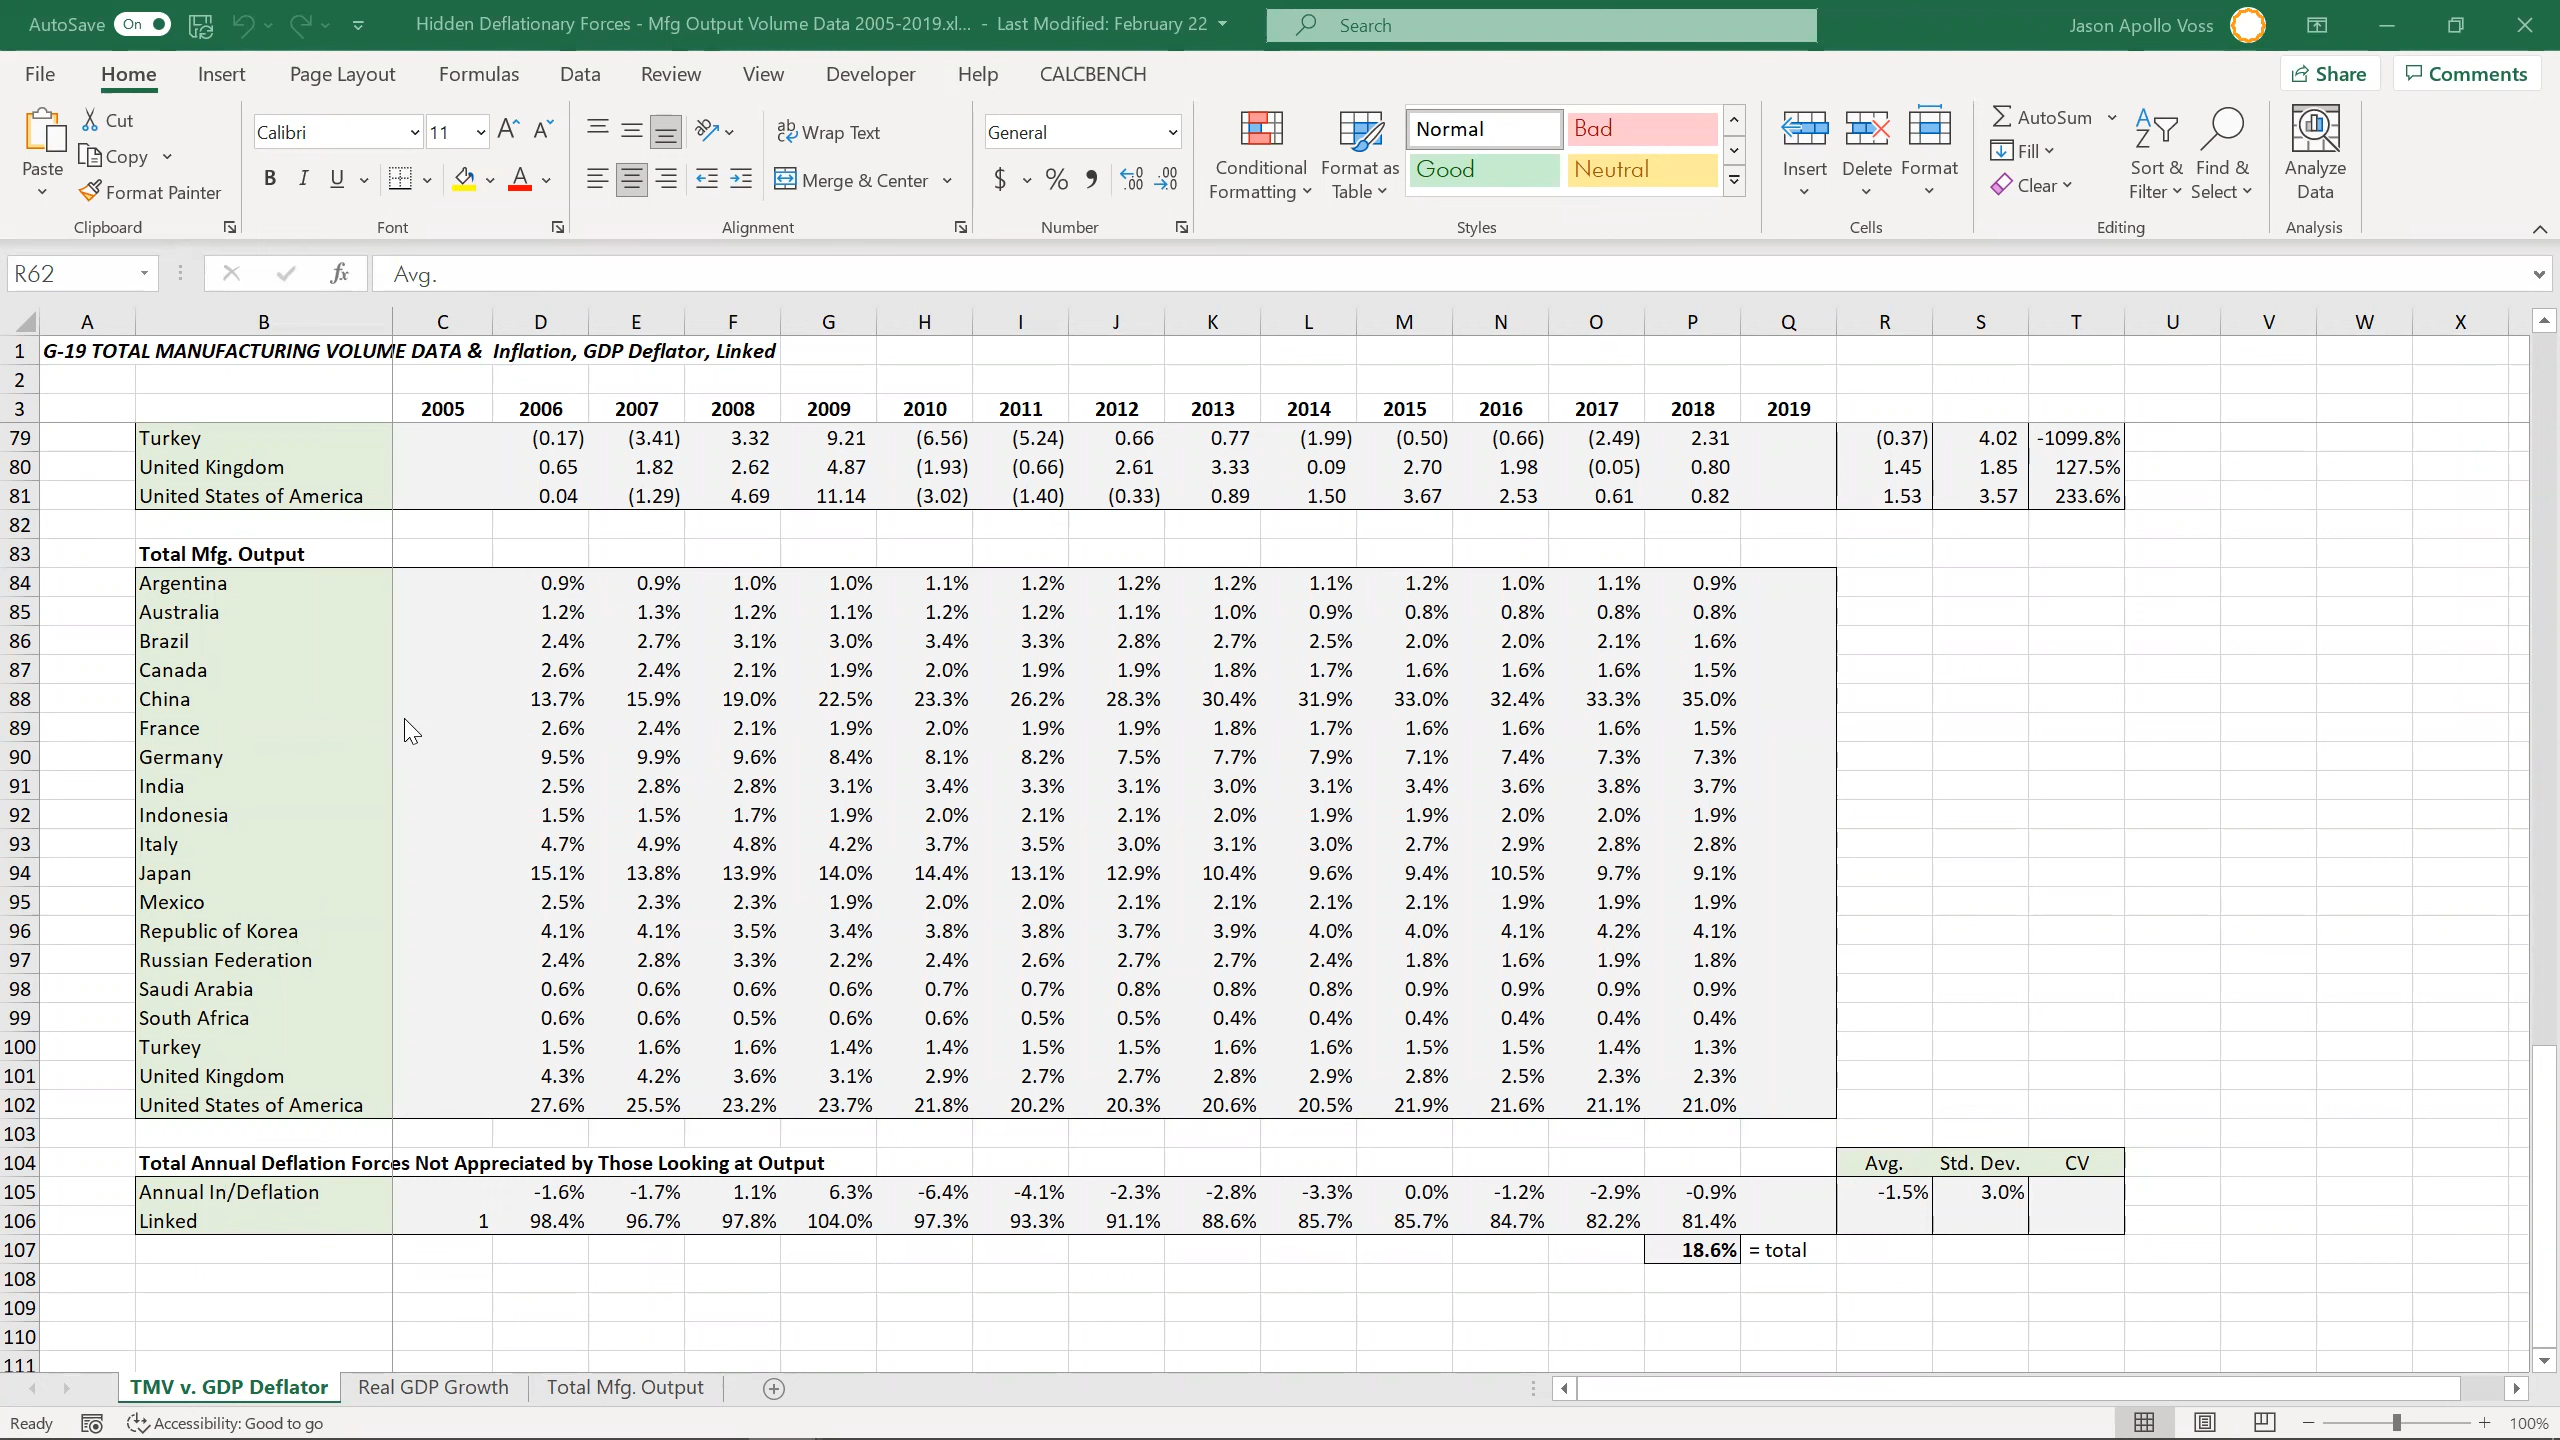 AutoSave On Hidden Deflationary Forces - Mfg Output Volume Data 2005-2019.xl... - Last Modified: February 22 Search Jason Apollo Voss
File Home Insert Page Layout Formulas Data Review View Developer Help CALCBENCH Share Comments
Paste Cut Copy Format Painter Clipboard
Calibri 11 B I U Font
Wrap Text Merge & Center Alignment
General $ % Number
Conditional Formatting Format as Table Normal Bad Good Neutral Styles
Insert Delete Format Cells
AutoSum Fill Clear Sort & Filter Find & Select Editing
Analyze Data Analysis
R62 fx Avg.
A B C D E F G H I J K L M N O P Q R S T U V W X
1 G-19 TOTAL MANUFACTURING VOLUME DATA & Inflation, GDP Deflator, Linked
2
3 2005 2006 2007 2008 2009 2010 2011 2012 2013 2014 2015 2016 2017 2018 2019
79 Turkey (0.17) (3.41) 3.32 9.21 (6.56) (5.24) 0.66 0.77 (1.99) (0.50) (0.66) (2.49) 2.31 (0.37) 4.02 -1099.8%
80 United Kingdom 0.65 1.82 2.62 4.87 (1.93) (0.66) 2.61 3.33 0.09 2.70 1.98 (0.05) 0.80 1.45 1.85 127.5%
81 United States of America 0.04 (1.29) 4.69 11.14 (3.02) (1.40) (0.33) 0.89 1.50 3.67 2.53 0.61 0.82 1.53 3.57 233.6%
82
83 Total Mfg. Output
84 Argentina 0.9% 0.9% 1.0% 1.0% 1.1% 1.2% 1.2% 1.2% 1.1% 1.2% 1.0% 1.1% 0.9%
85 Australia 1.2% 1.3% 1.2% 1.1% 1.2% 1.2% 1.1% 1.0% 0.9% 0.8% 0.8% 0.8% 0.8%
86 Brazil 2.4% 2.7% 3.1% 3.0% 3.4% 3.3% 2.8% 2.7% 2.5% 2.0% 2.0% 2.1% 1.6%
87 Canada 2.6% 2.4% 2.1% 1.9% 2.0% 1.9% 1.9% 1.8% 1.7% 1.6% 1.6% 1.6% 1.5%
88 China 13.7% 15.9% 19.0% 22.5% 23.3% 26.2% 28.3% 30.4% 31.9% 33.0% 32.4% 33.3% 35.0%
89 France 2.6% 2.4% 2.1% 1.9% 2.0% 1.9% 1.9% 1.8% 1.7% 1.6% 1.6% 1.6% 1.5%
90 Germany 9.5% 9.9% 9.6% 8.4% 8.1% 8.2% 7.5% 7.7% 7.9% 7.1% 7.4% 7.3% 7.3%
91 India 2.5% 2.8% 2.8% 3.1% 3.4% 3.3% 3.1% 3.0% 3.1% 3.4% 3.6% 3.8% 3.7%
92 Indonesia 1.5% 1.5% 1.7% 1.9% 2.0% 2.1% 2.1% 2.0% 1.9% 1.9% 2.0% 2.0% 1.9%
93 Italy 4.7% 4.9% 4.8% 4.2% 3.7% 3.5% 3.0% 3.1% 3.0% 2.7% 2.9% 2.8% 2.8%
94 Japan 15.1% 13.8% 13.9% 14.0% 14.4% 13.1% 12.9% 10.4% 9.6% 9.4% 10.5% 9.7% 9.1%
95 Mexico 2.5% 2.3% 2.3% 1.9% 2.0% 2.0% 2.1% 2.1% 2.1% 2.1% 1.9% 1.9% 1.9%
96 Republic of Korea 4.1% 4.1% 3.5% 3.4% 3.8% 3.8% 3.7% 3.9% 4.0% 4.0% 4.1% 4.2% 4.1%
97 Russian Federation 2.4% 2.8% 3.3% 2.2% 2.4% 2.6% 2.7% 2.7% 2.4% 1.8% 1.6% 1.9% 1.8%
98 Saudi Arabia 0.6% 0.6% 0.6% 0.6% 0.7% 0.7% 0.8% 0.8% 0.8% 0.9% 0.9% 0.9% 0.9%
99 South Africa 0.6% 0.6% 0.5% 0.6% 0.6% 0.5% 0.5% 0.4% 0.4% 0.4% 0.4% 0.4% 0.4%
100 Turkey 1.5% 1.6% 1.6% 1.4% 1.4% 1.5% 1.5% 1.6% 1.6% 1.5% 1.5% 1.4% 1.3%
101 United Kingdom 4.3% 4.2% 3.6% 3.1% 2.9% 2.7% 2.7% 2.8% 2.9% 2.8% 2.5% 2.3% 2.3%
102 United States of America 27.6% 25.5% 23.2% 23.7% 21.8% 20.2% 20.3% 20.6% 20.5% 21.9% 21.6% 21.1% 21.0%
103
104 Total Annual Deflation Forces Not Appreciated by Those Looking at Output Avg. Std. Dev. CV
105 Annual In/Deflation -1.6% -1.7% 1.1% 6.3% -6.4% -4.1% -2.3% -2.8% -3.3% 0.0% -1.2% -2.9% -0.9% -1.5% 3.0%
106 Linked 1 98.4% 96.7% 97.8% 104.0% 97.3% 93.3% 91.1% 88.6% 85.7% 85.7% 84.7% 82.2% 81.4%
107 18.6% = total
108
109
110
111
TMV v. GDP Deflator Real GDP Growth Total Mfg. Output
Ready Accessibility: Good to go 100%